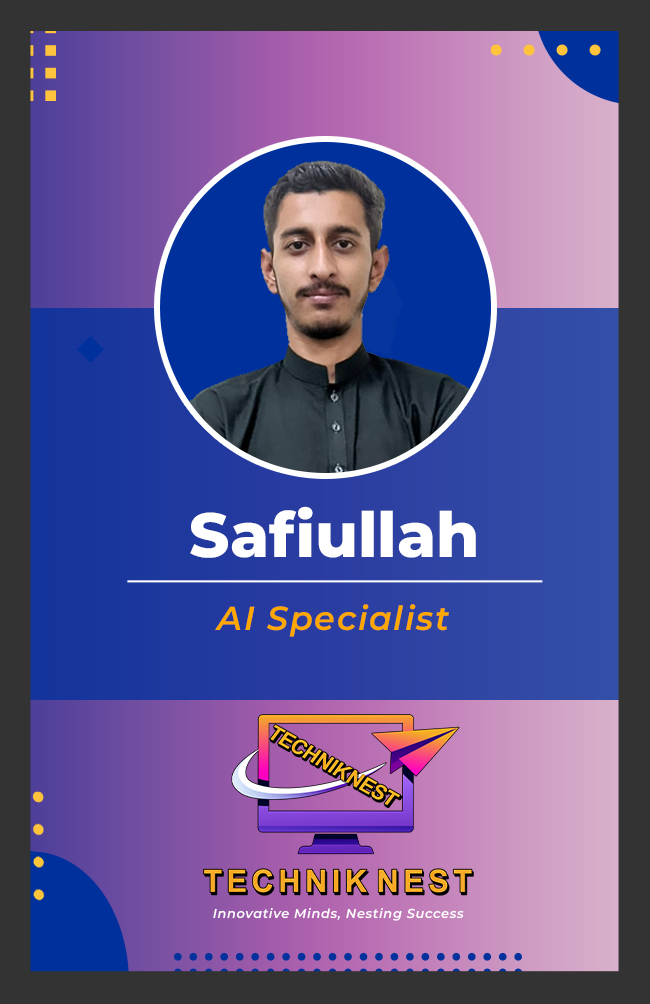 Safiullah
AI Specialist
TECHNIKNEST
TECHNIK NEST
Innovative Minds, Nesting Success